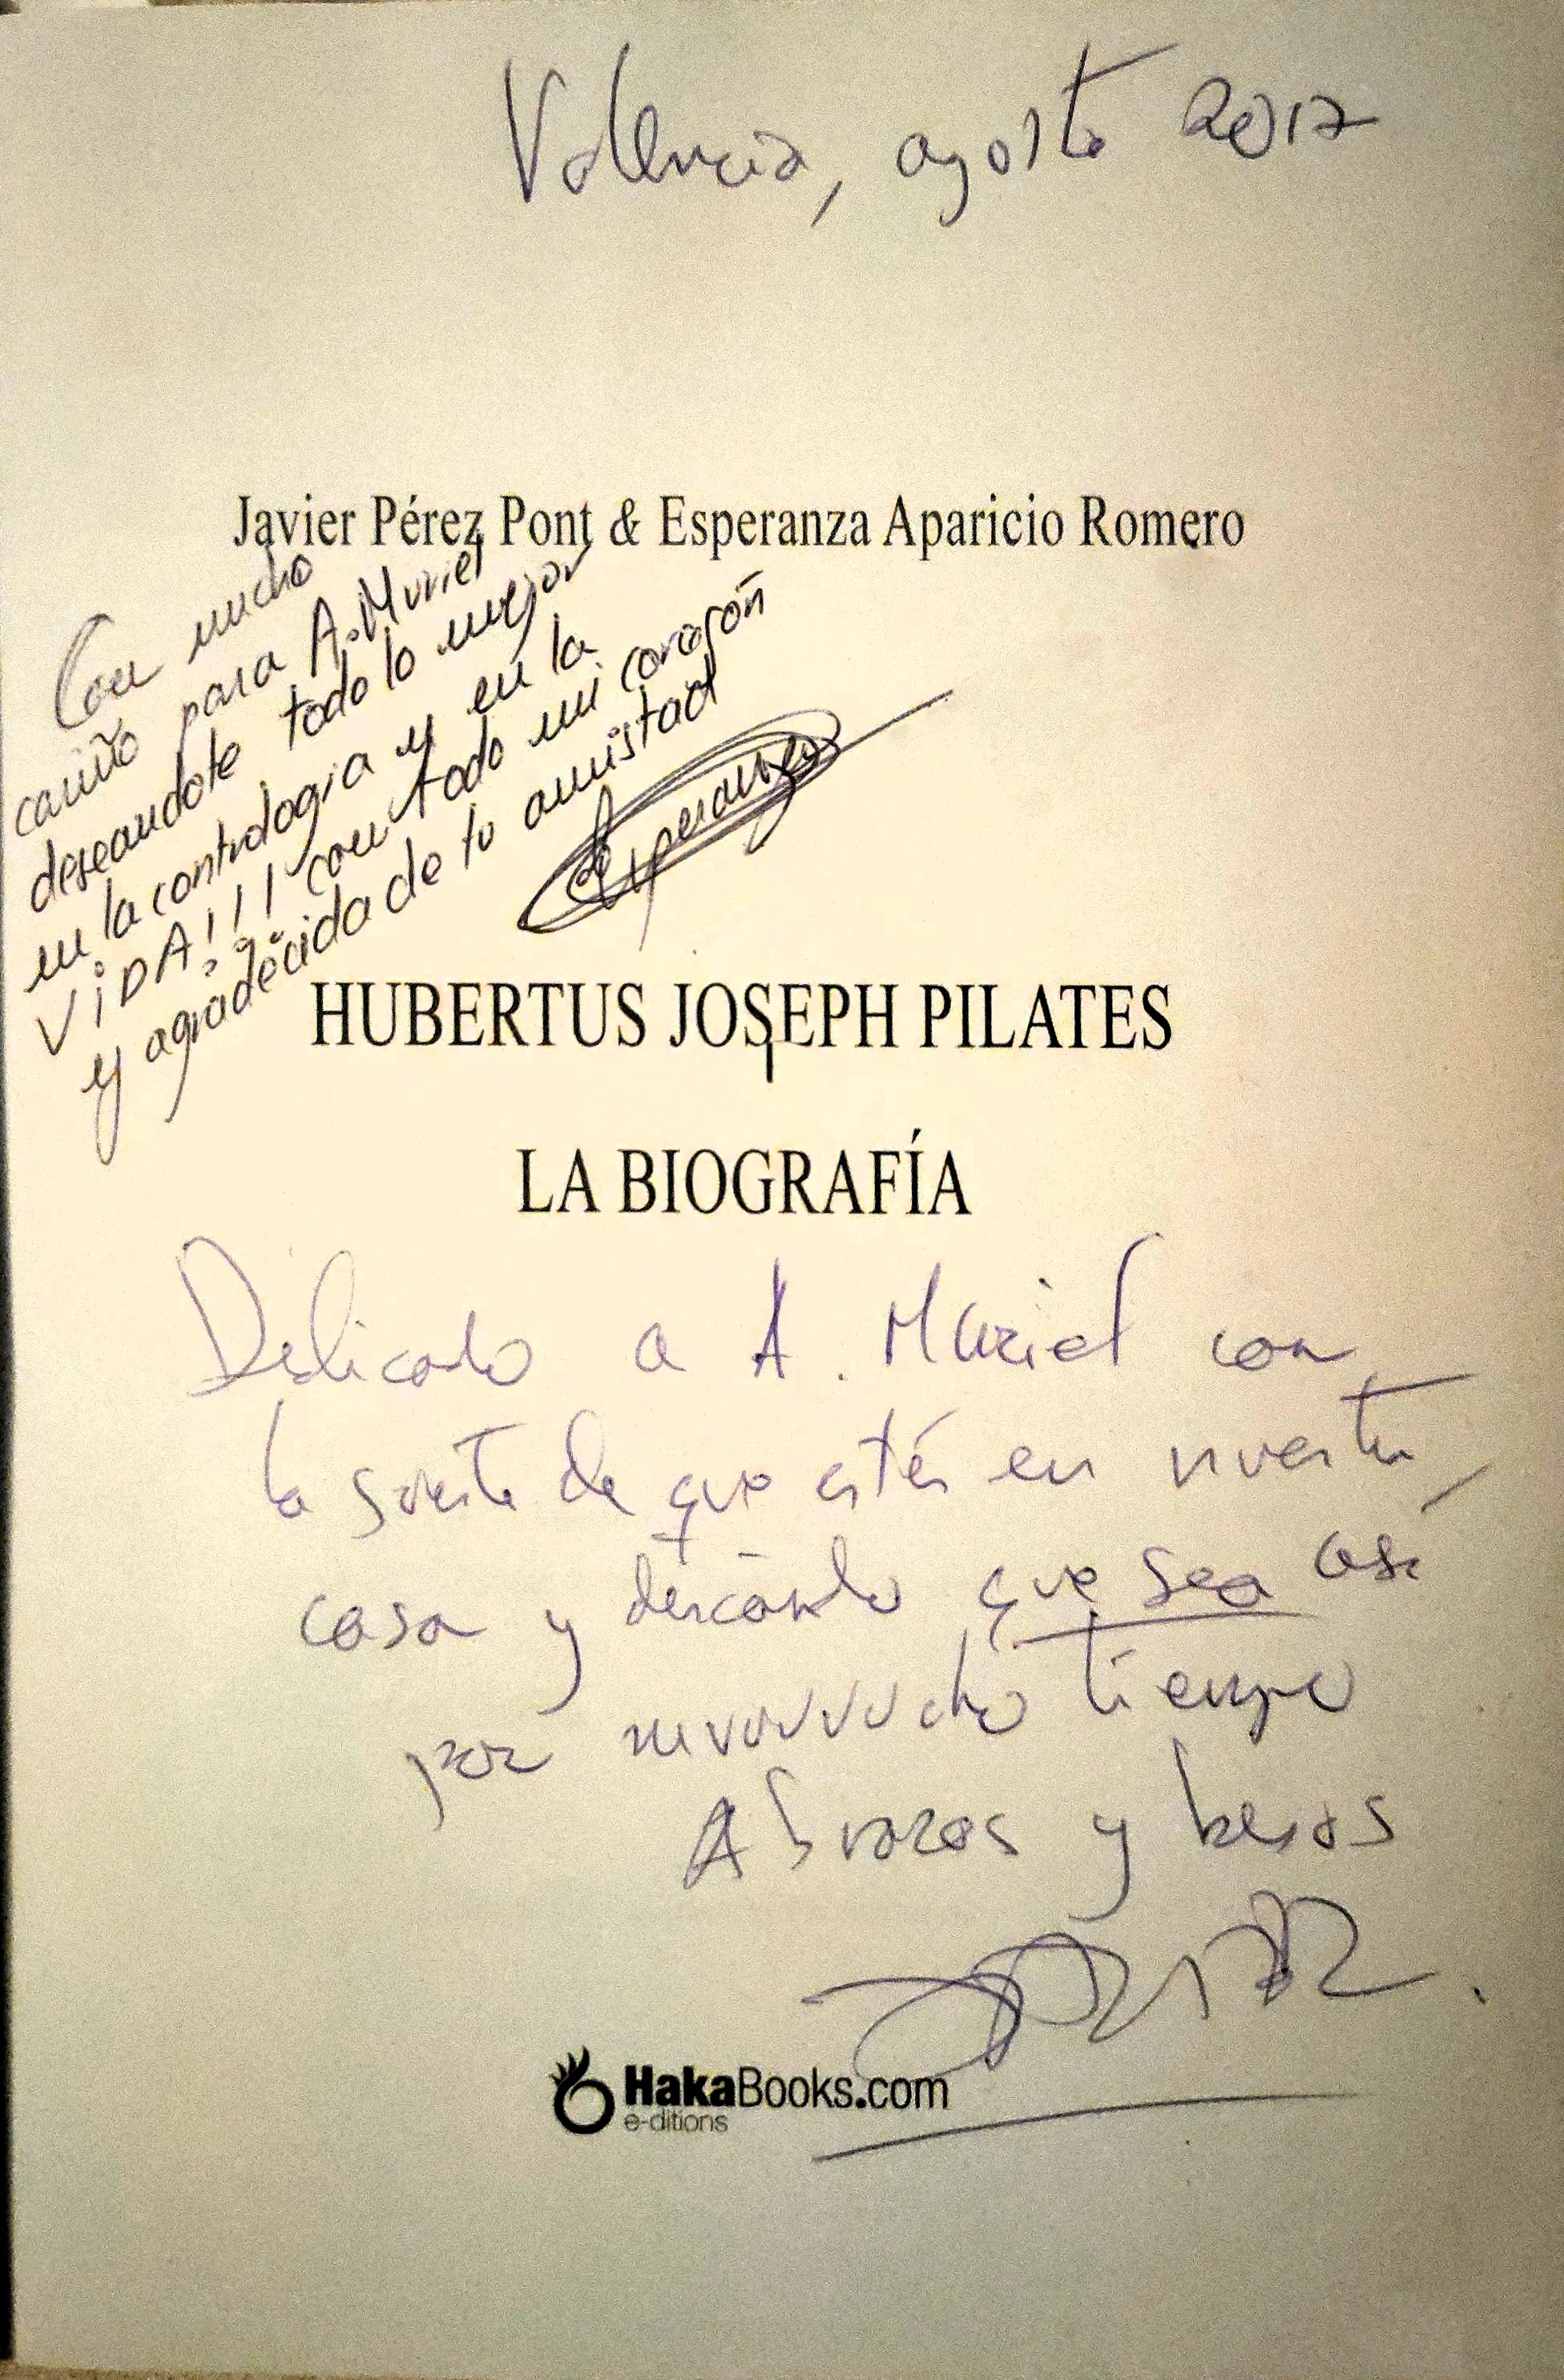 Valencia, agosto 2017
Javier Pérez Pont & Esperanza Aparicio Romero
Con mucho
cariño para A. Muriel
deseandote todo lo mejor
en la contrologia y en la
ViDA!!! con todo mi corazón
y agradecida de tu amistad
Esperanza
HUBERTUS JOSEPH PILATES
LA BIOGRAFÍA
Dedicado a A. Muriel con
la suerte de que estés en nuestra
casa y deseando que sea así
por muuuuucho tiempo
Abrazos y besos
HakaBooks.com
e-ditions